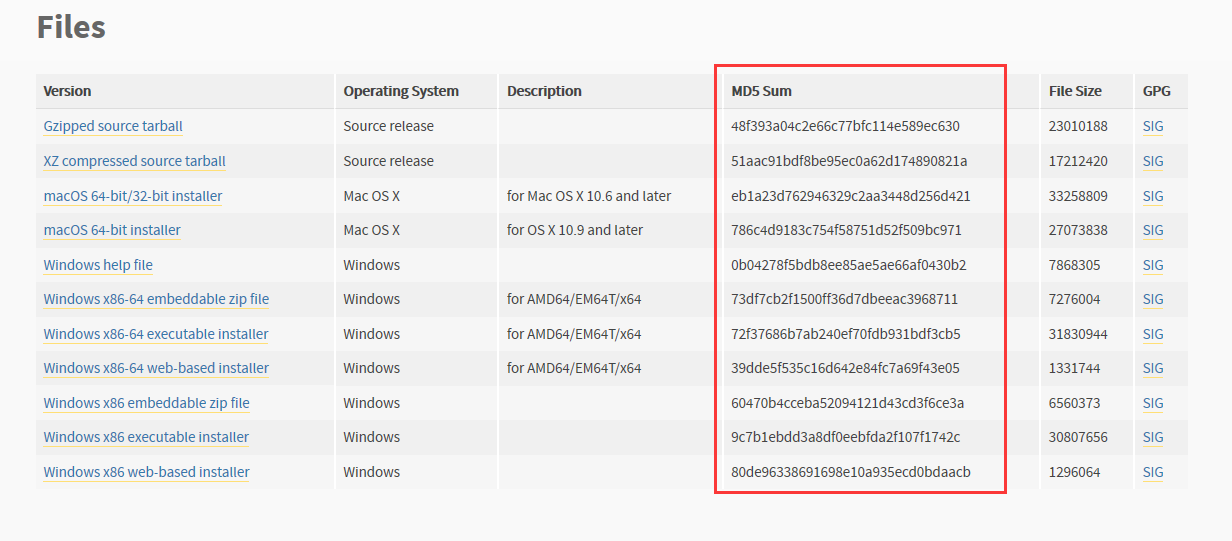 Files
Version Operating System Description MD5 Sum File Size GPG
Gzipped source tarball Source release 48f393a04c2e66c77bfc114e589ec630 23010188 SIG
XZ compressed source tarball Source release 51aac91bdf8be95ec0a62d174890821a 17212420 SIG
macOS 64-bit/32-bit installer Mac OS X for Mac OS X 10.6 and later eb1a23d762946329c2aa3448d256d421 33258809 SIG
macOS 64-bit installer Mac OS X for OS X 10.9 and later 786c4d9183c754f58751d52f509bc971 27073838 SIG
Windows help file Windows 0b04278f5bdb8ee85ae5ae66af0430b2 7868305 SIG
Windows x86-64 embeddable zip file Windows for AMD64/EM64T/x64 73df7cb2f1500ff36d7dbeeac3968711 7276004 SIG
Windows x86-64 executable installer Windows for AMD64/EM64T/x64 72f37686b7ab240ef70fdb931bdf3cb5 31830944 SIG
Windows x86-64 web-based installer Windows for AMD64/EM64T/x64 39dde5f535c16d642e84fc7a69f43e05 1331744 SIG
Windows x86 embeddable zip file Windows 60470b4cceba52094121d43cd3f6ce3a 6560373 SIG
Windows x86 executable installer Windows 9c7b1ebdd3a8df0eebfda2f107f1742c 30807656 SIG
Windows x86 web-based installer Windows 80de96338691698e10a935ecd0bdaacb 1296064 SIG